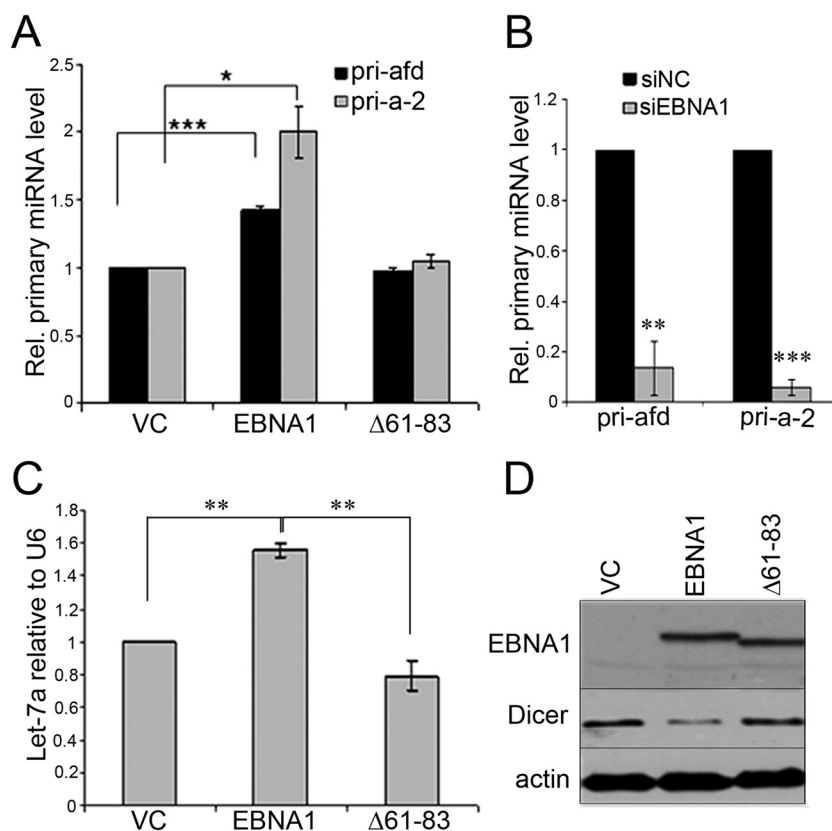 A
Rel. primary miRNA level
2.5
2
1.5
1
0.5
0
pri-afd
pri-a-2
*
***
VC EBNA1 Δ61-83
B
Rel. primary miRNA level
1.2
1
0.8
0.6
0.4
0.2
0
siNC
siEBNA1
**
***
pri-afd pri-a-2
C
Let-7a relative to U6
1.8
1.6
1.4
1.2
1
0.8
0.6
0.4
0.2
0
** **
VC EBNA1 Δ61-83
D
VC
EBNA1
Δ61-83
EBNA1
Dicer
actin